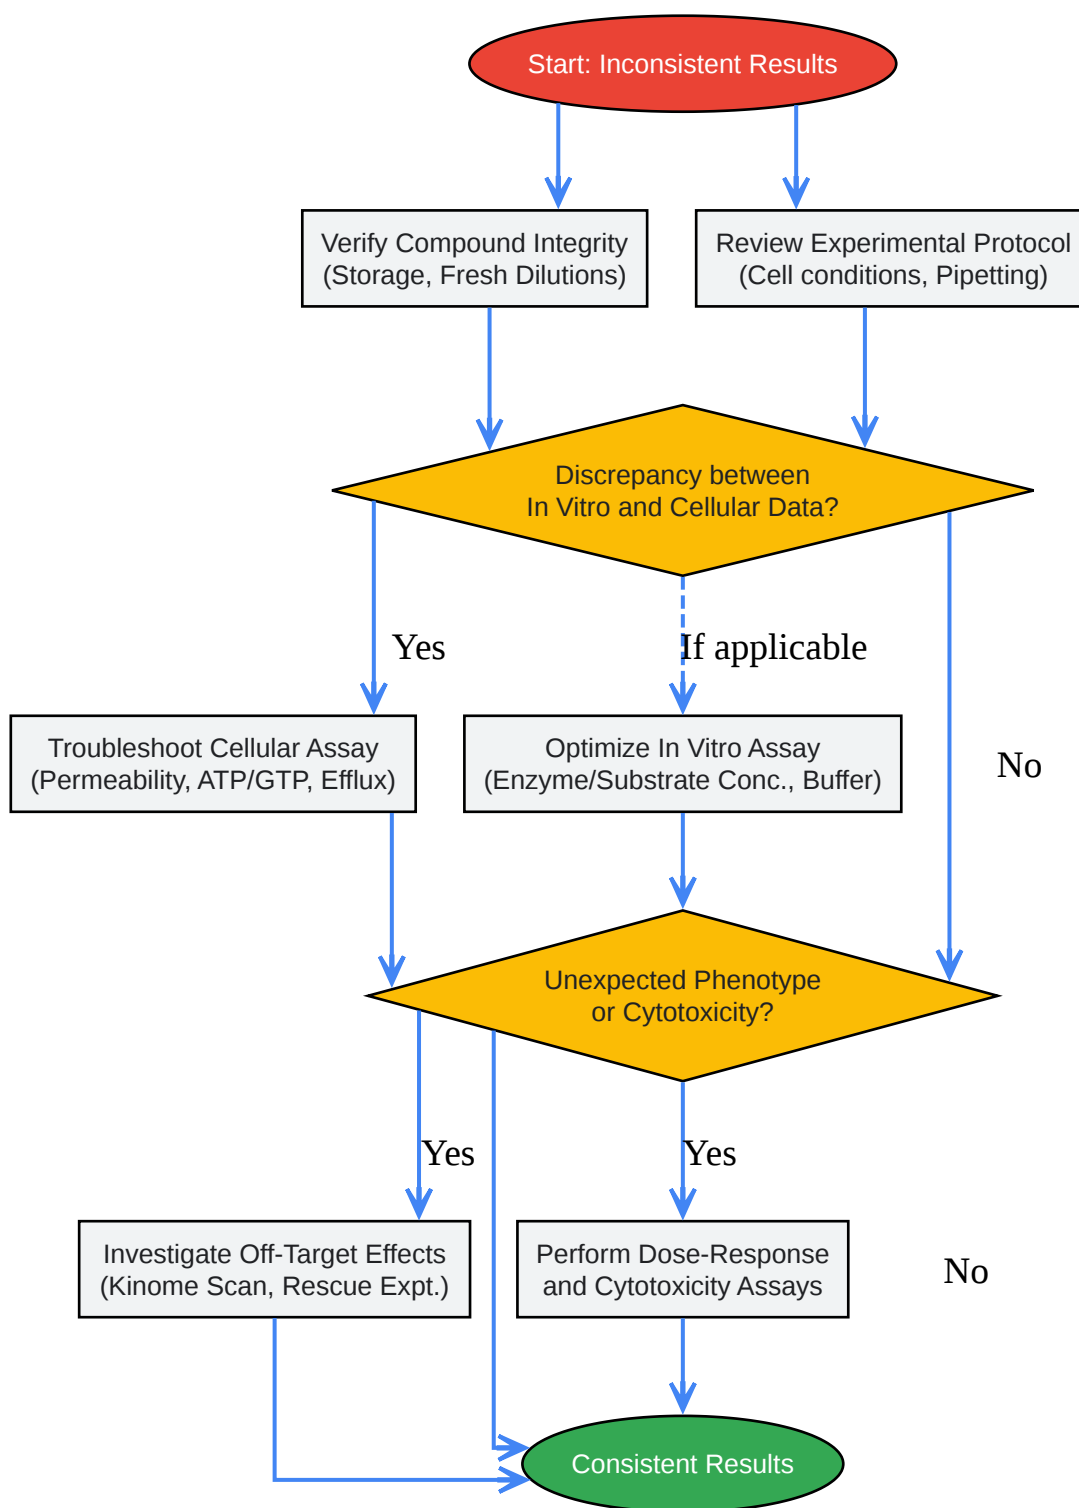 Start: Inconsistent Results
Verify Compound Integrity
(Storage, Fresh Dilutions)
Review Experimental Protocol
(Cell conditions, Pipetting)
Discrepancy between
In Vitro and Cellular Data?
Yes
If applicable
No
Troubleshoot Cellular Assay
(Permeability, ATP/GTP, Efflux)
Optimize In Vitro Assay
(Enzyme/Substrate Conc., Buffer)
Unexpected Phenotype
or Cytotoxicity?
Yes
Yes
No
Investigate Off-Target Effects
(Kinome Scan, Rescue Expt.)
Perform Dose-Response
and Cytotoxicity Assays
Consistent Results